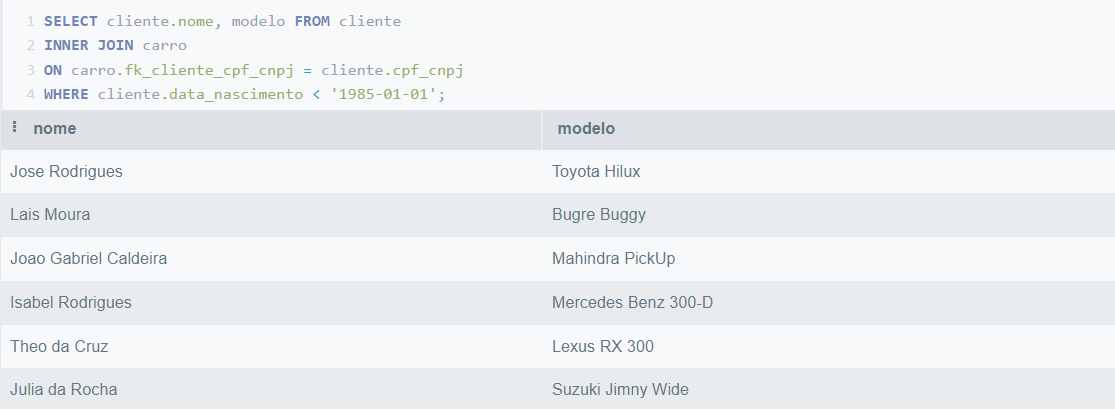 1 SELECT cliente.nome, modelo FROM cliente
2 INNER JOIN carro
3 ON carro.fk_cliente_cpf_cnpj = cliente.cpf_cnpj
4 WHERE cliente.data_nascimento < '1985-01-01';
nome modelo
Jose Rodrigues Toyota Hilux
Lais Moura Bugre Buggy
Joao Gabriel Caldeira Mahindra PickUp
Isabel Rodrigues Mercedes Benz 300-D
Theo da Cruz Lexus RX 300
Julia da Rocha Suzuki Jimny Wide